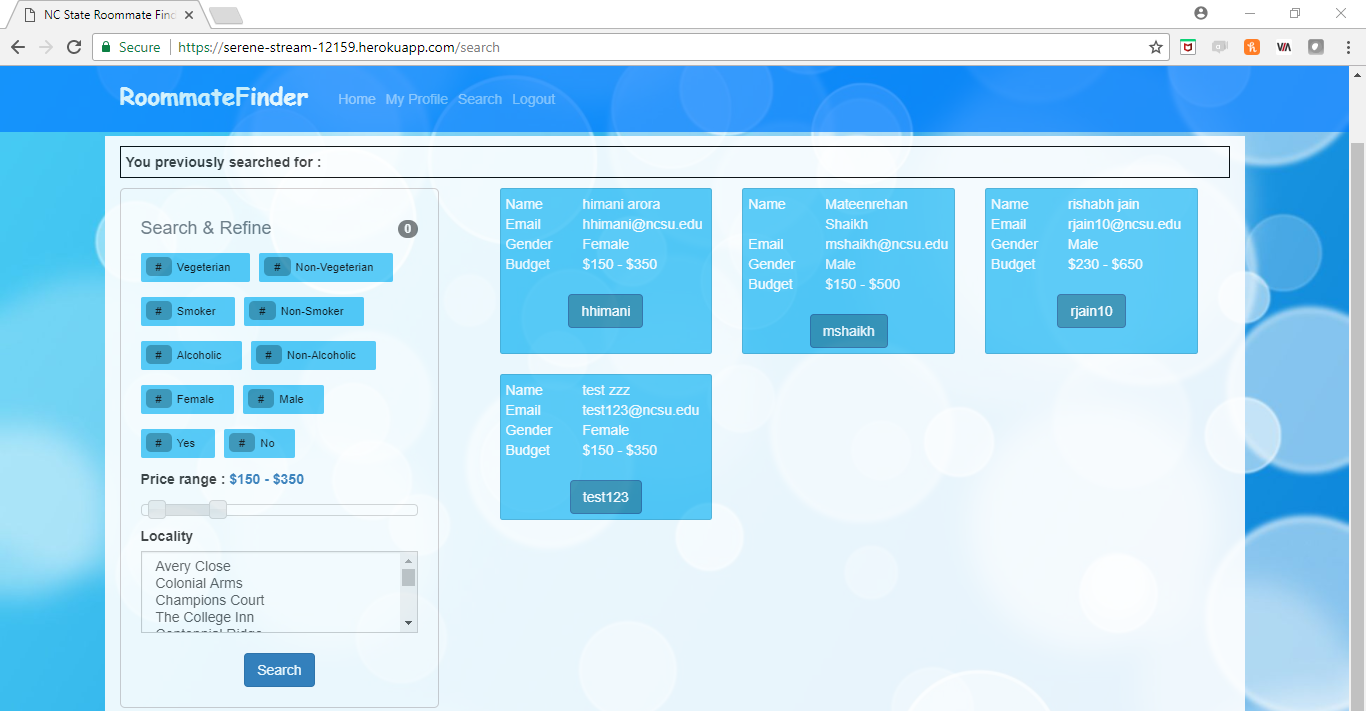 NC State Roommate Find
Secure
https://serene-stream-12159.herokuapp.com/search
VIA
RoommateFinder
Home My Profile Search Logout
You previously searched for :
Search & Refine 0
# Vegeterian # Non-Vegeterian
# Smoker # Non-Smoker
# Alcoholic # Non-Alcoholic
# Female # Male
# Yes # No
Price range : $150 - $350
Locality
Avery Close
Colonial Arms
Champions Court
The College Inn
Centennial Ridge
Search
Name himani arora
Email hhimani@ncsu.edu
Gender Female
Budget $150 - $350
hhimani
Name Mateenrehan
Shaikh
Email mshaikh@ncsu.edu
Gender Male
Budget $150 - $500
mshaikh
Name rishabh jain
Email rjain10@ncsu.edu
Gender Male
Budget $230 - $650
rjain10
Name test zzz
Email test123@ncsu.edu
Gender Female
Budget $150 - $350
test123